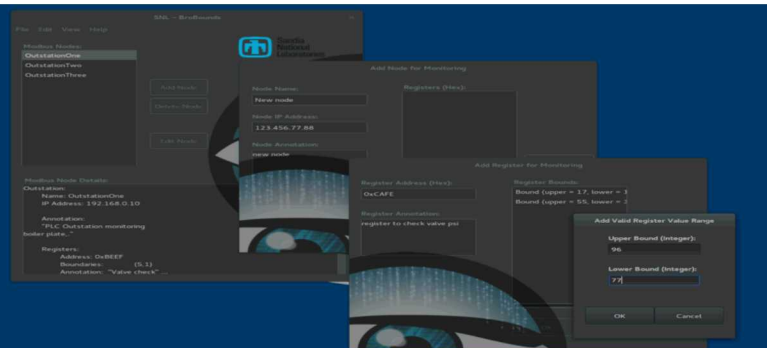 SNL - BroBounds
File Edit View Help
Sandia
National
Laboratories
Modbus Nodes:
OutstationOne
OutstationTwo
OutstationThree
Add Node
Delete Node
Edit Node
Modbus Node Details:
Outstation:
Name: OutstationOne
IP Address: 192.168.0.10
Annotation:
"PLC Outstation monitoring
boiler plate,."
Registers:
Address: 0xBEEF
Boundaries: (5,1)
Annotation: "Valve check" ...
Add Node for Monitoring
Node Name:
New node
Node IP Address:
123.456.77.88
Node Annotation:
new node
Registers (Hex):
Add Register for Monitoring
Register Address (Hex):
0xCAFE
Register Annotation
register to check valve psi
Register Bounds:
Bound (upper = 17, lower = 1
Bound (upper = 55, lower =
Add Valid Register Value Range
Upper Bound (Integer):
96
Lower Bound (Integer):
77
OK Cancel